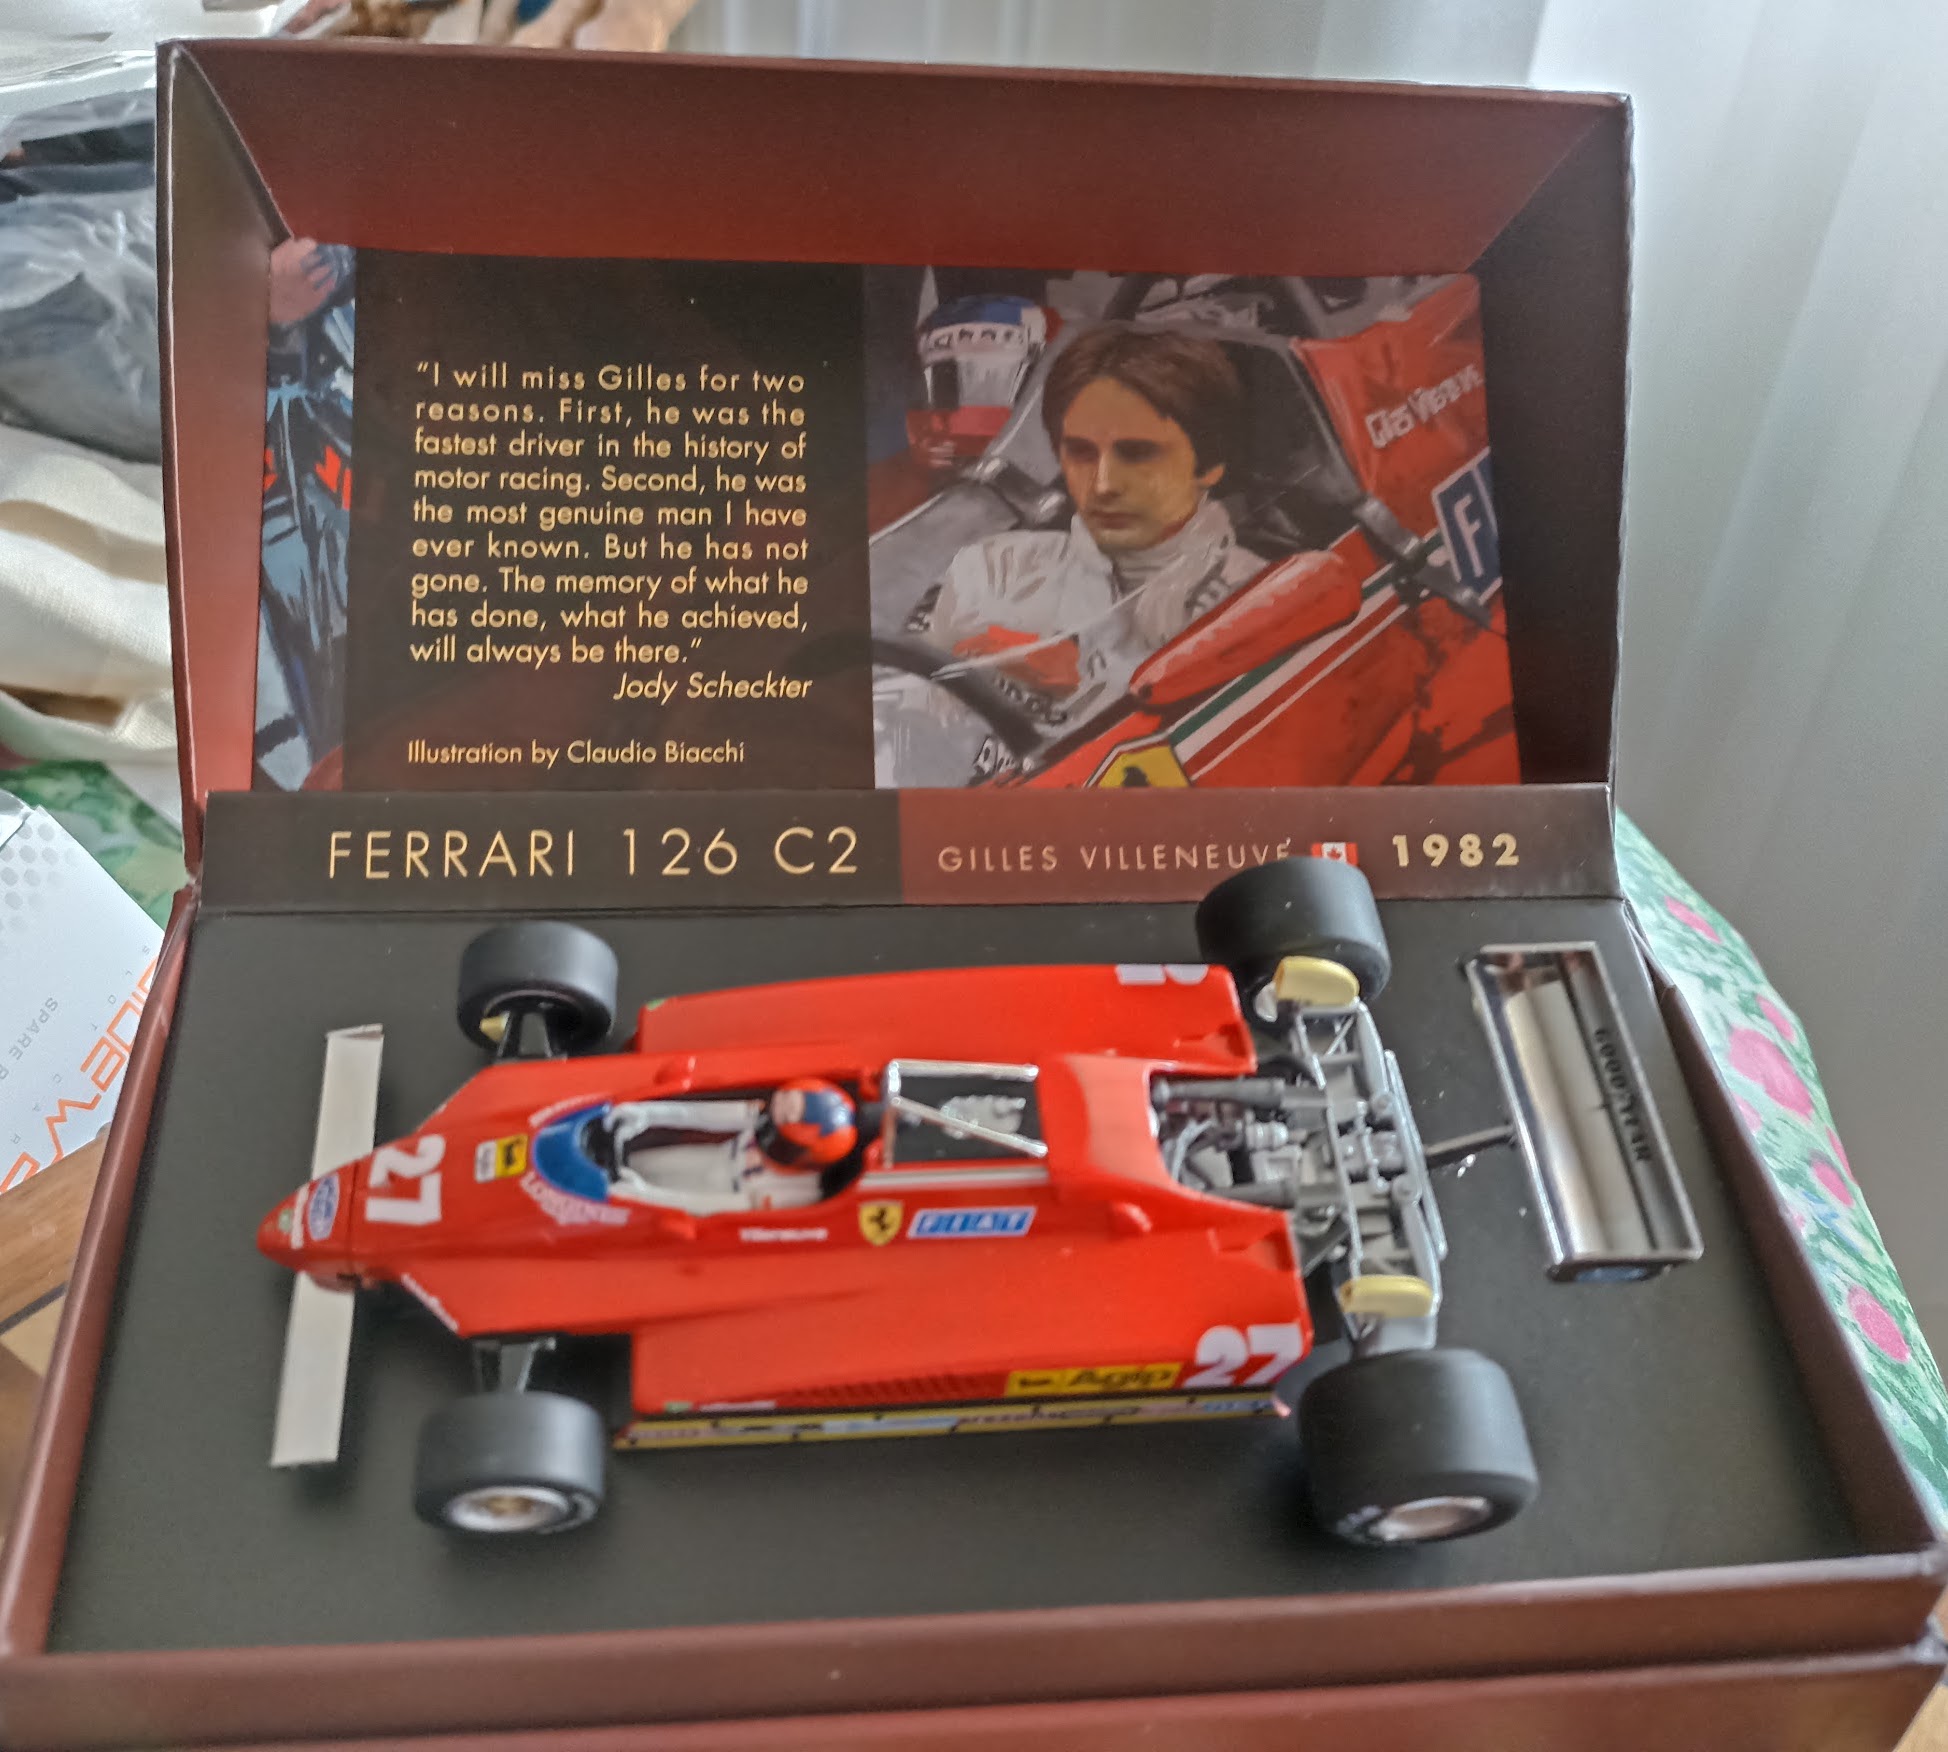 "I will miss Gilles for two
reasons. First, he was the
fastest driver in the history of
motor racing. Second, he was
the most genuine man I have
ever known. But he has not
gone. The memory of what he
has done, what he achieved,
will always be there."
Jody Scheckter
Illustration by Claudio Biacchi
FERRARI 126 C2
GILLES VILLENEUVE 1982
27
LONGINES
Villeneuve
FIAT
Agip
27
GOODYEAR
SPARE